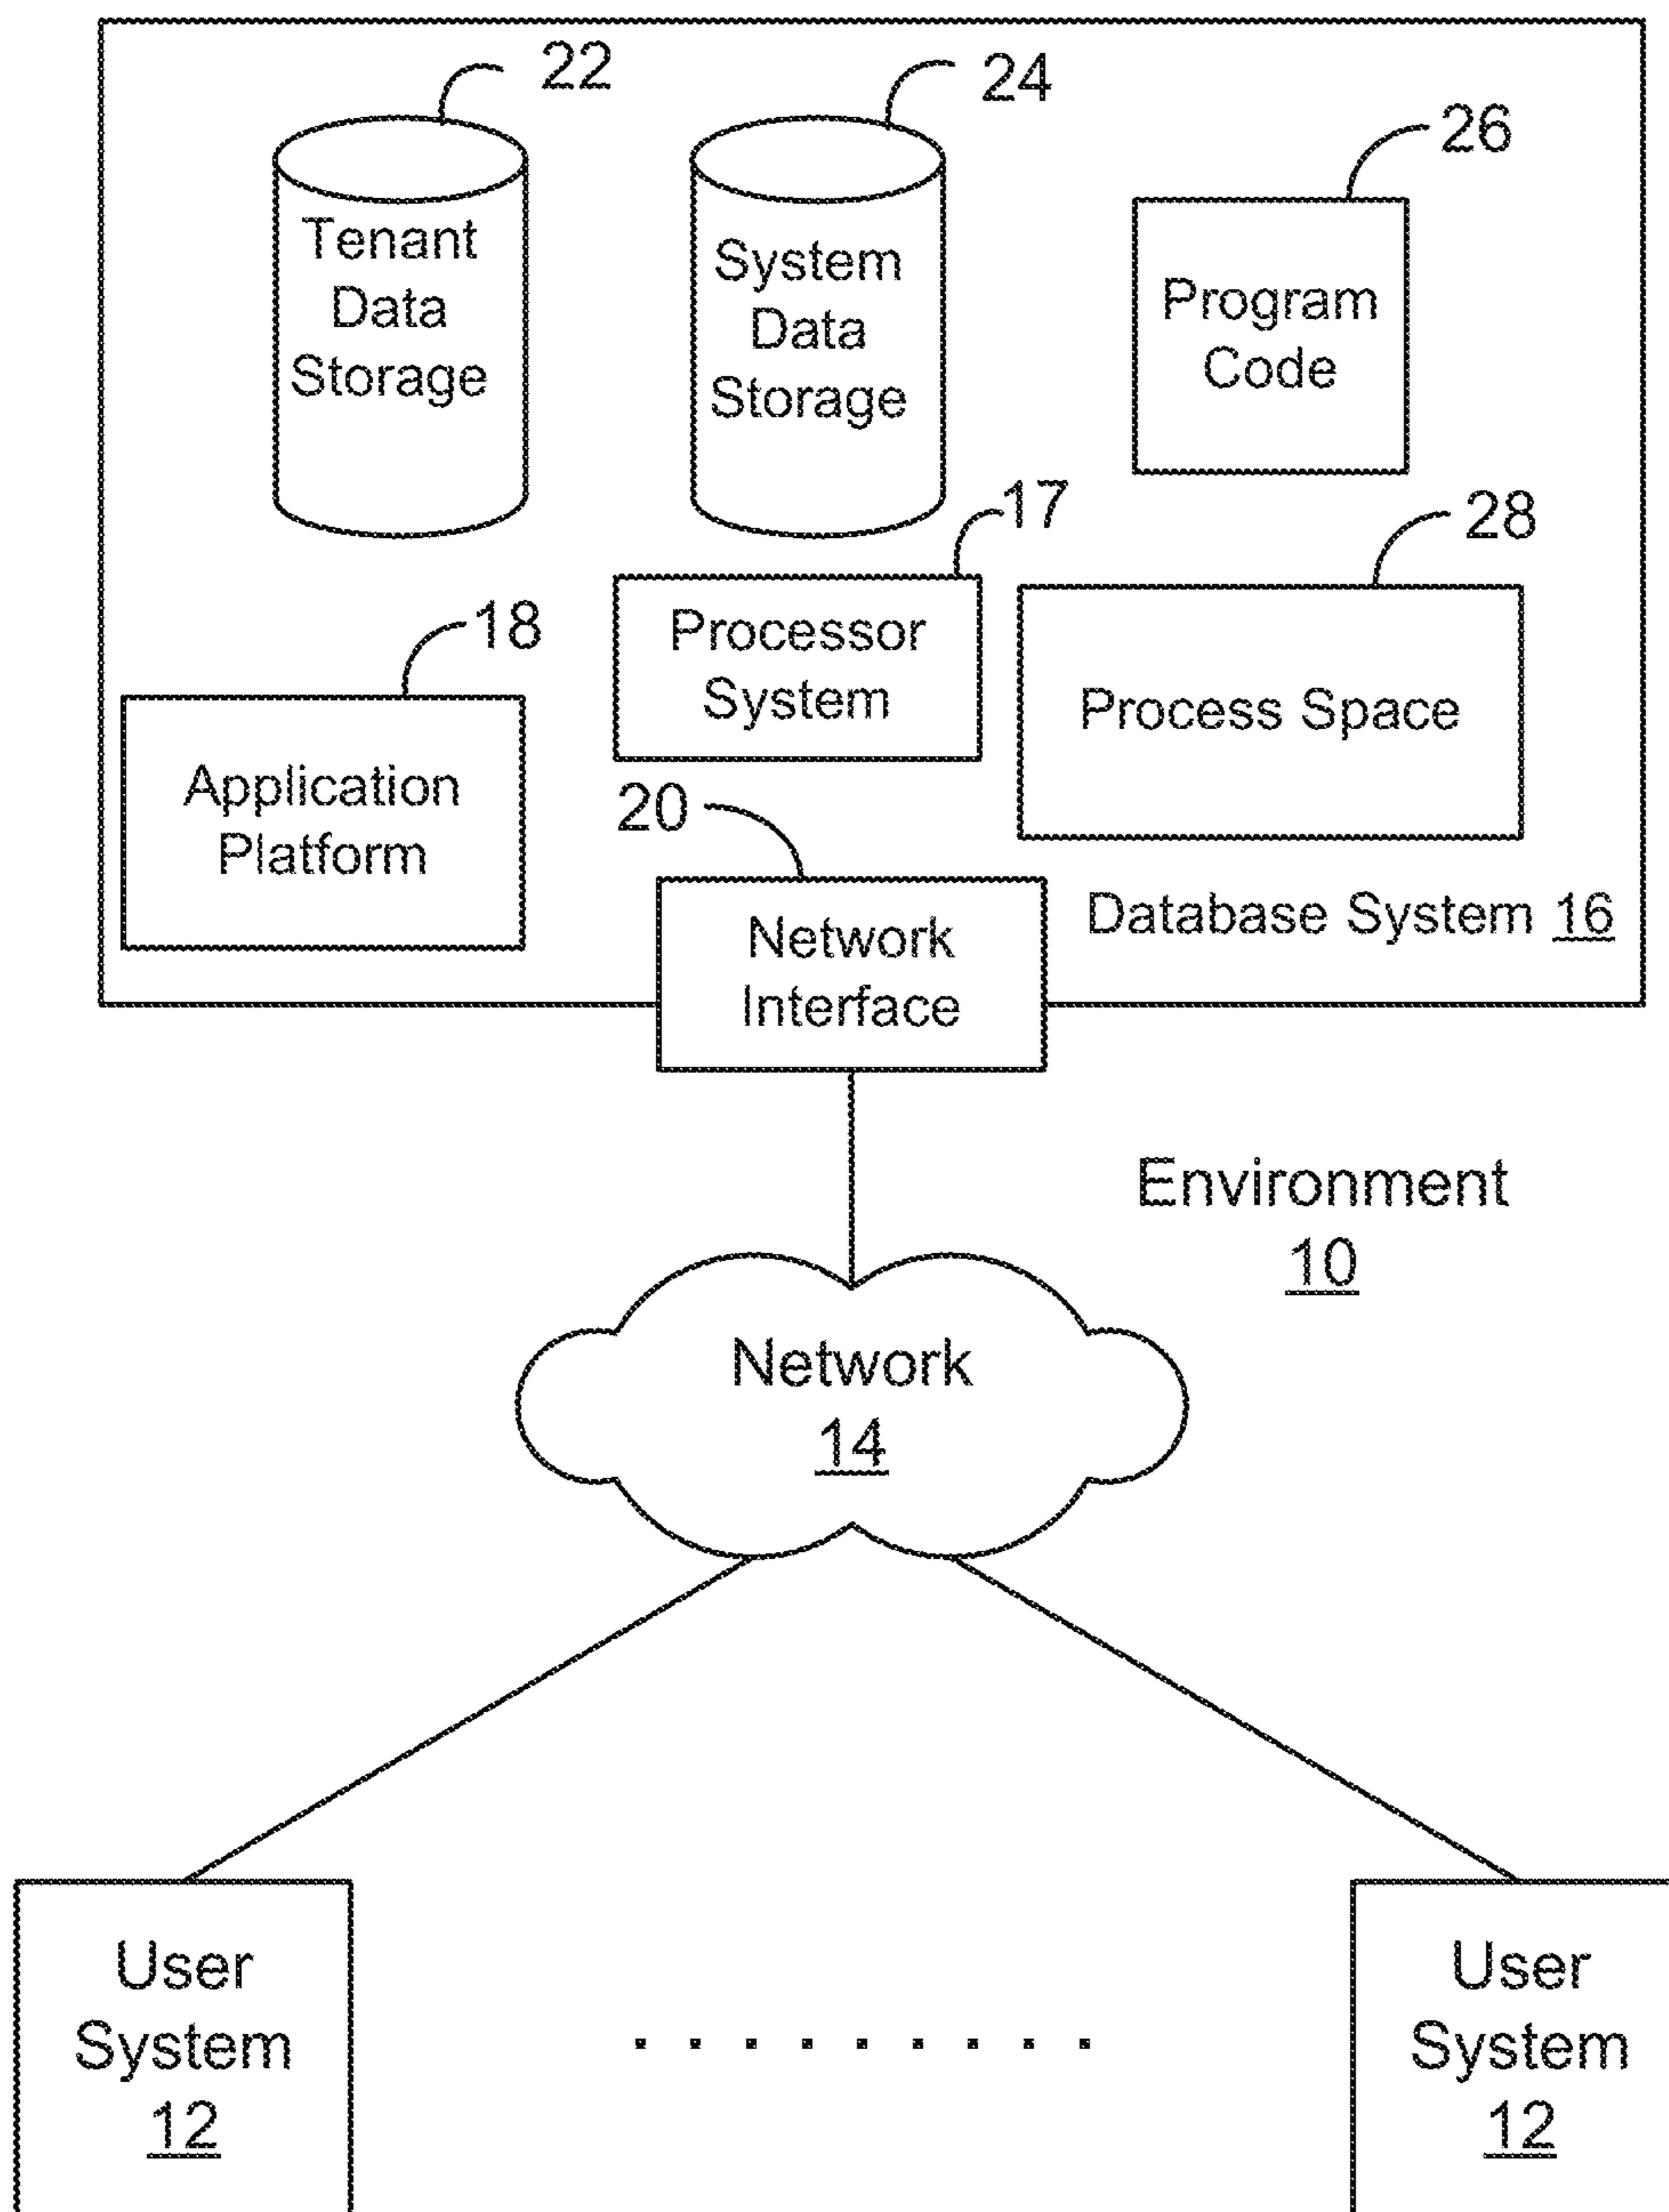 22
24
26
Tenant
Data
Storage
System
Data
Storage
Program
Code
17
28
18
Processor
System
Process Space
Application
Platform
20
Network
Interface
Database System 16
Environment
10
Network
14
User
System
12
User
System
12